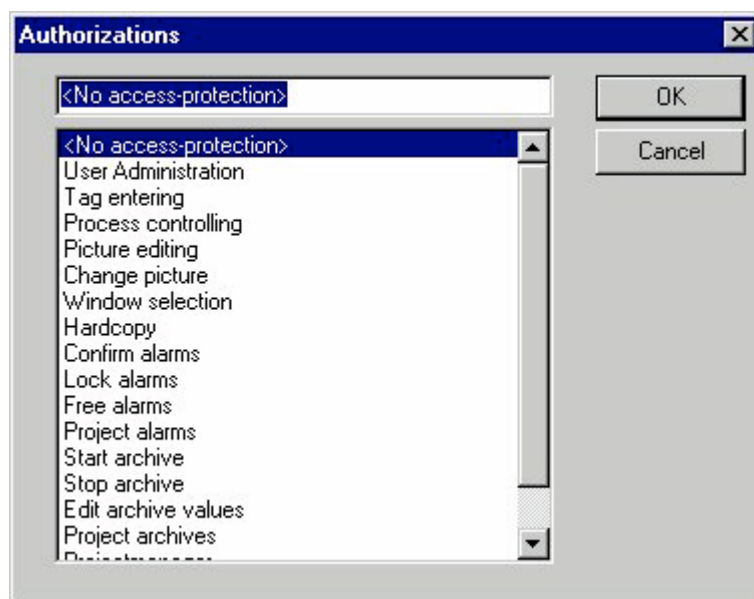 Authorizations
<No access-protection>
OK
<No access-protection>
Cancel
User Administration
Tag entering
Process controlling
Picture editing
Change picture
Window selection
Hardcopy
Confirm alarms
Lock alarms
Free alarms
Project alarms
Start archive
Stop archive
Edit archive values
Project archives